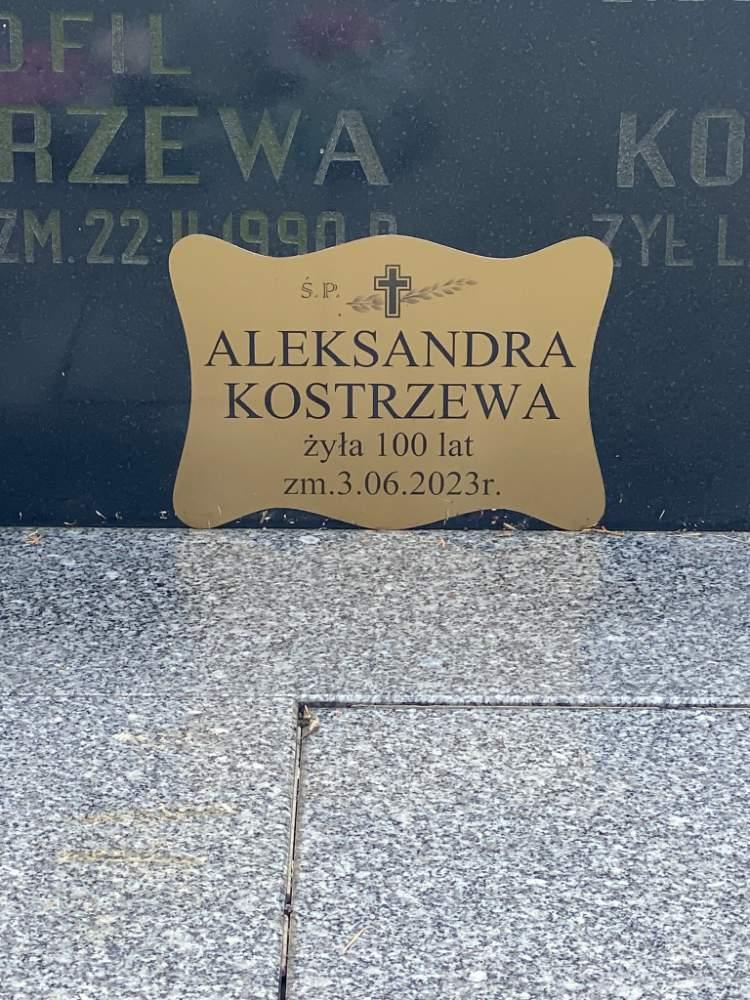 OFIL
RZEWA
ZM. 22·II 1990 R.
KO
ŻYŁ L
Ś.P.
ALEKSANDRA
KOSTRZEWA
żyła 100 lat
zm.3.06.2023r.